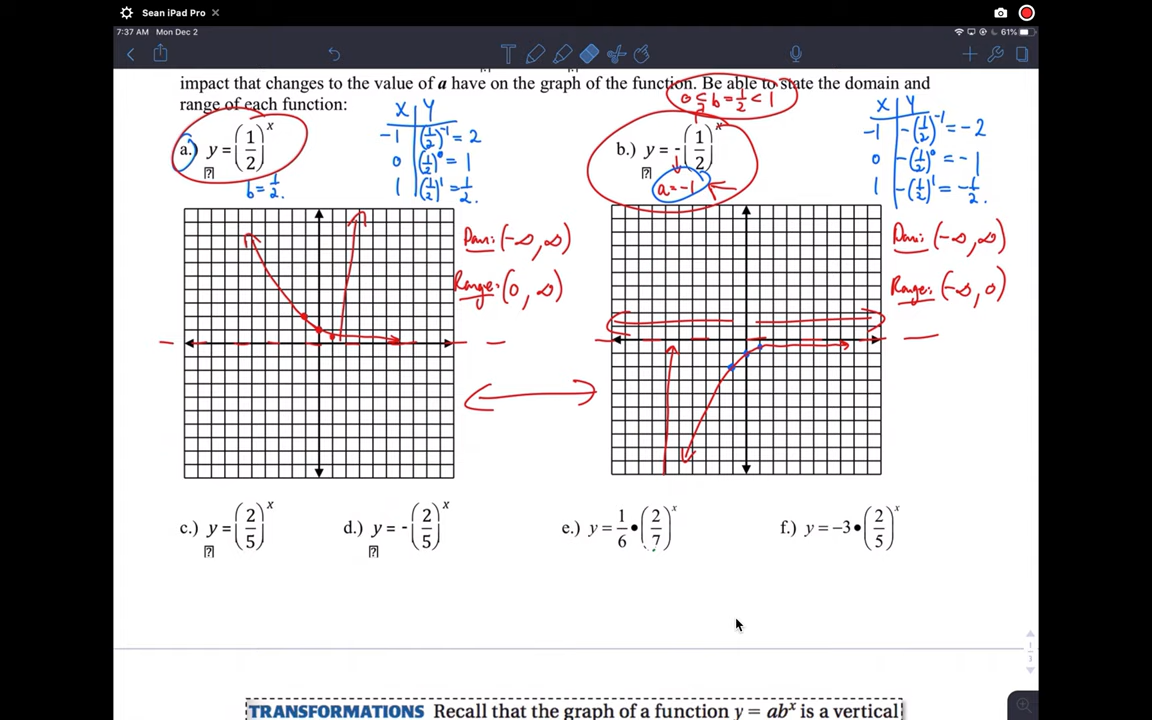 Sean iPad Pro
7:37 AM Mon Dec 2
61%
impact that changes to the value of a have on the graph of the function. Be able to state the domain and
range of each function:
0 < b = 1/2 < 1
a.) y = (1/2)^x
b = 1/2.
X | Y
-1 | (1/2)^-1 = 2
0 | (1/2)^0 = 1
1 | (1/2)^1 = 1/2.
b.) y = -(1/2)^x
a = -1
X | Y
-1 | -(1/2)^-1 = -2
0 | -(1/2)^0 = -1
1 | -(1/2)^1 = -1/2.
Dom: (-∞, ∞)
Range: (0, ∞)
Dom: (-∞, ∞)
Range: (-∞, 0)
c.) y = (2/5)^x
d.) y = -(2/5)^x
e.) y = 1/6 • (2/7)^x
f.) y = −3 • (2/5)^x
TRANSFORMATIONS Recall that the graph of a function y = ab^x is a vertical